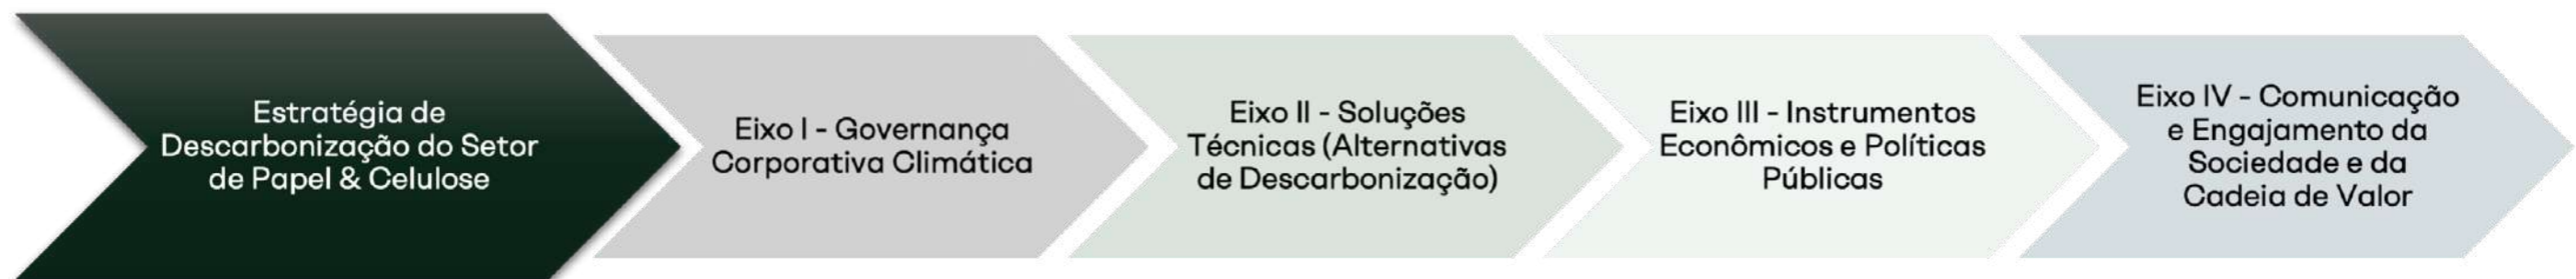 Estratégia de
Descarbonização do Setor
de Papel & Celulose
Eixo I - Governança
Corporativa Climática
Eixo II - Soluções
Técnicas (Alternativas
de Descarbonização)
Eixo III - Instrumentos
Econômicos e Políticas
Públicas
Eixo IV - Comunicação
e Engajamento da
Sociedade e da
Cadeia de Valor